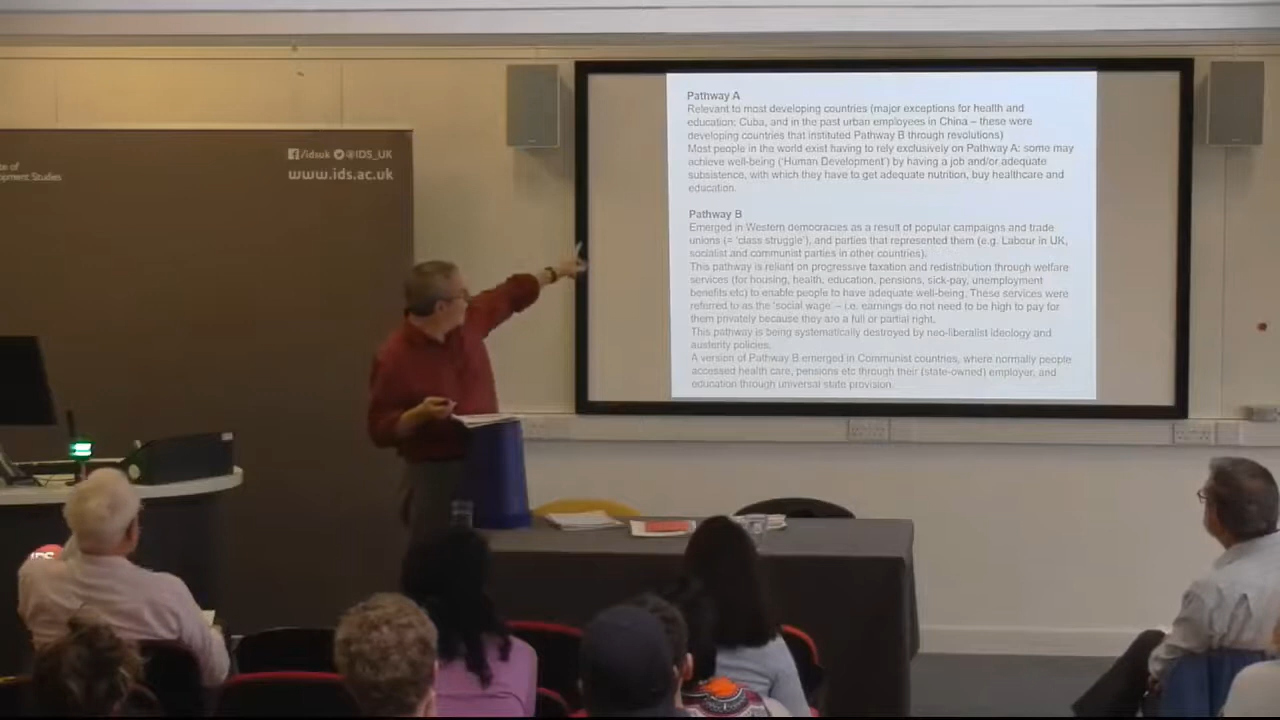 te of
opment Studies
/idsuk @IDS_UK
www.ids.ac.uk
Pathway A
Relevant to most developing countries (major exceptions for health and
education: Cuba, and in the past urban employees in China – these were
developing countries that instituted Pathway B through revolutions)
Most people in the world exist having to rely exclusively on Pathway A: some may
achieve well-being ('Human Development') by having a job and/or adequate
subsistence, with which they have to get adequate nutrition, buy healthcare and
education.
Pathway B
Emerged in Western democracies as a result of popular campaigns and trade
unions (= 'class struggle'), and parties that represented them (e.g. Labour in UK,
socialist and communist parties in other countries).
This pathway is reliant on progressive taxation and redistribution through welfare
services (for housing, health, education, pensions, sick-pay, unemployment
benefits etc) to enable people to have adequate well-being. These services were
referred to as the 'social wage' – i.e. earnings do not need to be high to pay for
them privately because they are a full or partial right.
This pathway is being systematically destroyed by neo-liberalist ideology and
austerity policies.
A version of Pathway B emerged in Communist countries, where normally people
accessed health care, pensions etc through their (state-owned) employer, and
education through universal state provision.
IDS